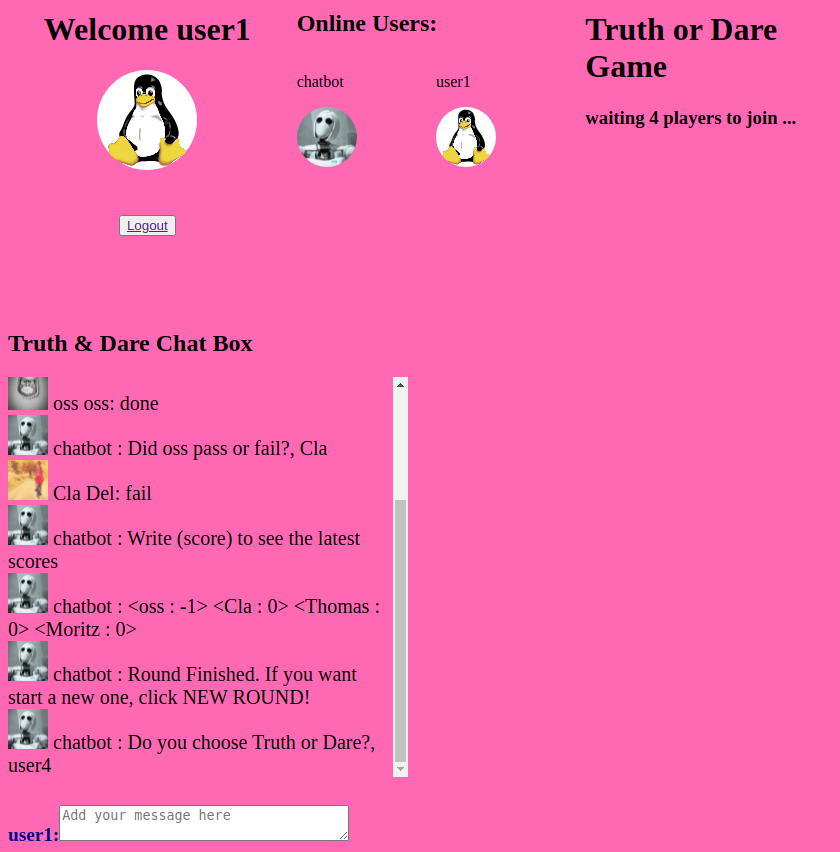 Welcome user1
Logout
Online Users:
chatbot
user1
Truth or Dare
Game
waiting 4 players to join ...
Truth & Dare Chat Box
oss oss: done
chatbot : Did oss pass or fail?, Cla
Cla Del: fail
chatbot : Write (score) to see the latest
scores
chatbot : <oss : -1> <Cla : 0> <Thomas :
0> <Moritz : 0>
chatbot : Round Finished. If you want
start a new one, click NEW ROUND!
chatbot : Do you choose Truth or Dare?,
user4
user1: Add your message here